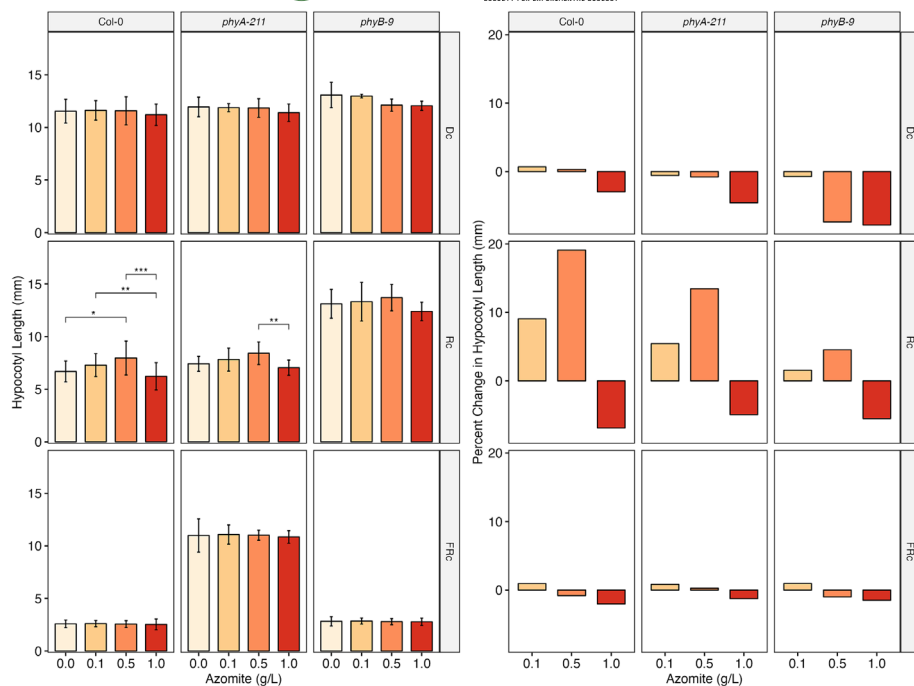 Col-0 phyA-211 phyB-9
Col-0 phyA-211 phyB-9
Hypocotyl Length (mm)
15
10
5
0
Dc
15
10
5
0
***
**
*
**
Rc
15
10
5
0
FRc
0.0 0.1 0.5 1.0 0.0 0.1 0.5 1.0 0.0 0.1 0.5 1.0
Azomite (g/L)
Percent Change in Hypocotyl Length (mm)
20
10
0
Dc
20
10
0
Rc
20
10
0
FRc
0.1 0.5 1.0 0.1 0.5 1.0 0.1 0.5 1.0
Azomite (g/L)